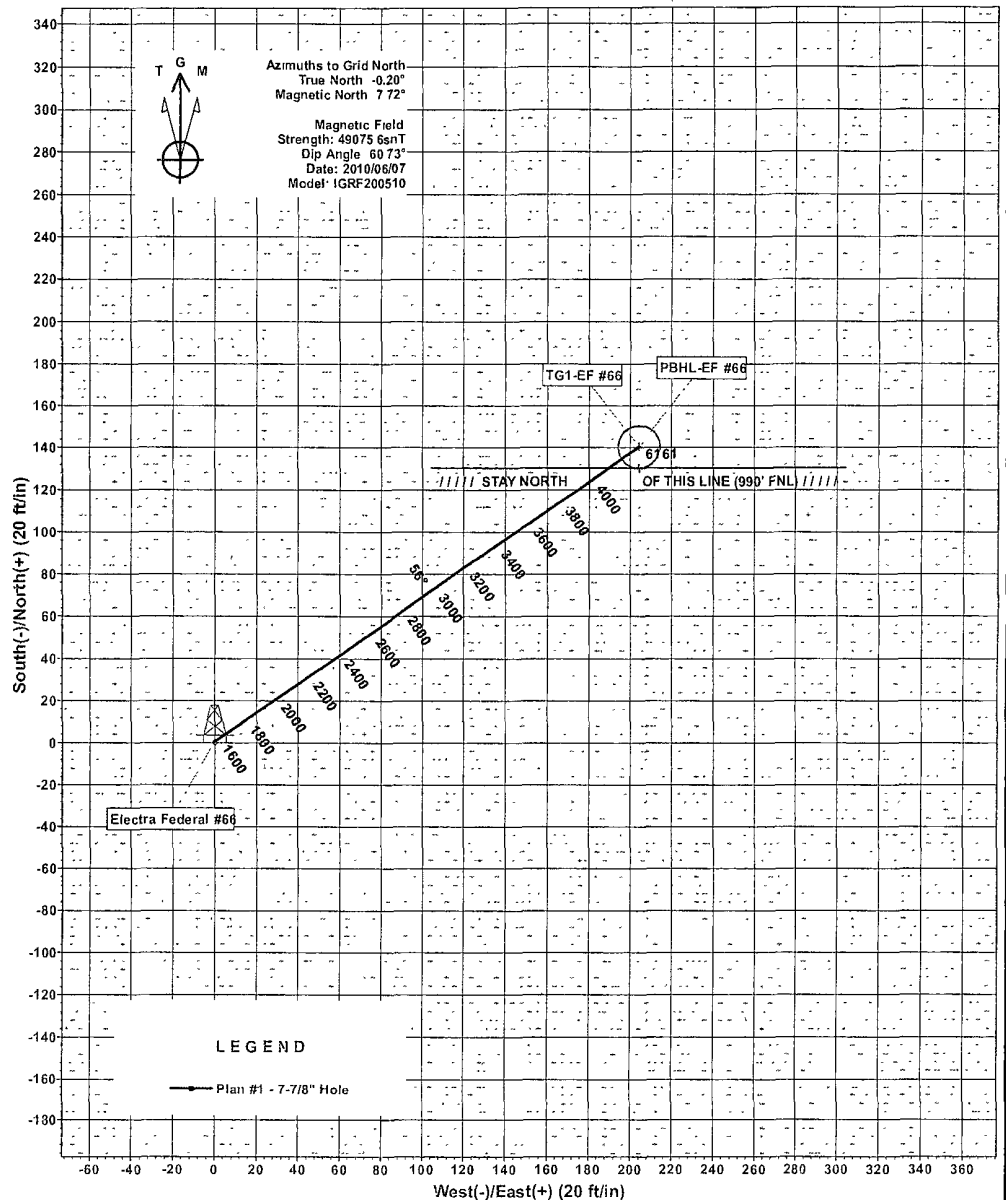 T G M
Azimuths to Grid North
True North -0.20°
Magnetic North 7 72°
Magnetic Field
Strength: 49075 6snT
Dip Angle 60 73°
Date: 2010/06/07
Model: IGRF200510
South(-)/North(+) (20 ft/in)
340
320
300
280
260
240
220
200
180
160
140
120
100
80
60
40
20
0
-20
-40
-60
-80
-100
-120
-140
-160
-180
TG1-EF #66
PBHL-EF #66
6161
///// STAY NORTH OF THIS LINE (990' FNL) /////
4000
3800
3600
3400
56°
3200
3000
2800
2600
2400
2200
2000
1800
1600
Electra Federal #66
LEGEND
Plan #1 - 7-7/8" Hole
-60 -40 -20 0 20 40 60 80 100 120 140 160 180 200 220 240 260 280 300 320 340 360
West(-)/East(+) (20 ft/in)